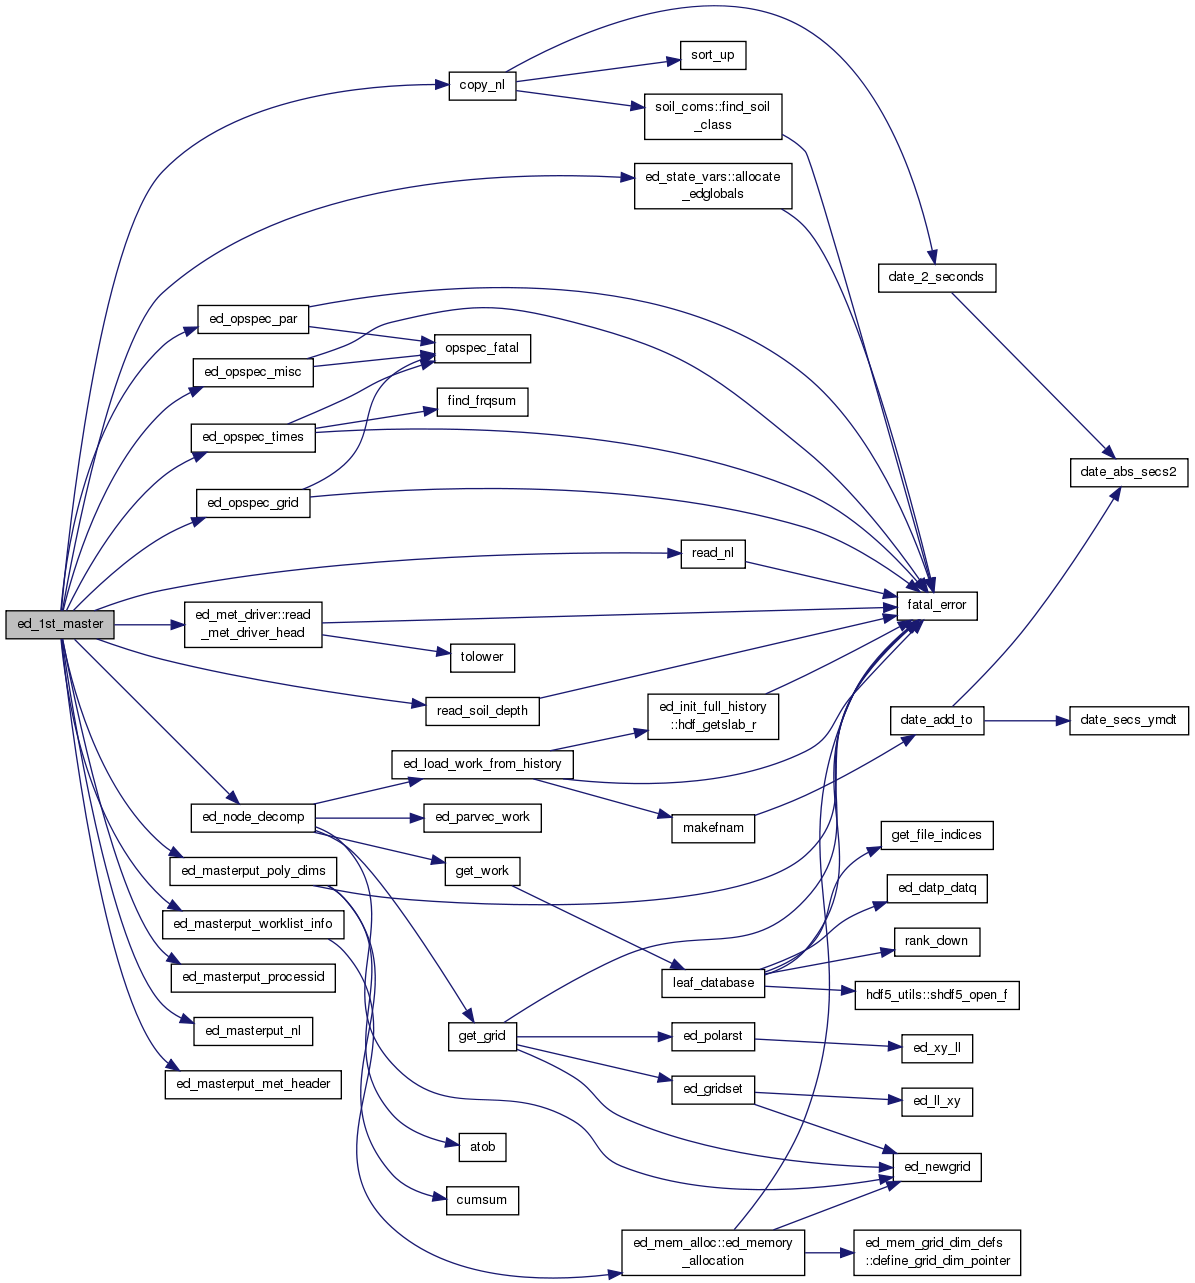 ed_1st_master
copy_nl
sort_up
soil_coms::find_soil
_class
ed_state_vars::allocate
_edglobals
date_2_seconds
ed_opspec_par
opspec_fatal
ed_opspec_misc
find_frqsum
ed_opspec_times
date_abs_secs2
ed_opspec_grid
read_nl
fatal_error
ed_met_driver::read
_met_driver_head
tolower
read_soil_depth
ed_init_full_history
::hdf_getslab_r
date_add_to
date_secs_ymdt
ed_load_work_from_history
ed_node_decomp
ed_parvec_work
makefnam
get_file_indices
ed_masterput_poly_dims
get_work
ed_datp_datq
ed_masterput_worklist_info
rank_down
ed_masterput_processid
leaf_database
hdf5_utils::shdf5_open_f
ed_masterput_nl
get_grid
ed_polarst
ed_xy_ll
ed_masterput_met_header
ed_gridset
ed_ll_xy
atob
ed_newgrid
cumsum
ed_mem_alloc::ed_memory
_allocation
ed_mem_grid_dim_defs
::define_grid_dim_pointer